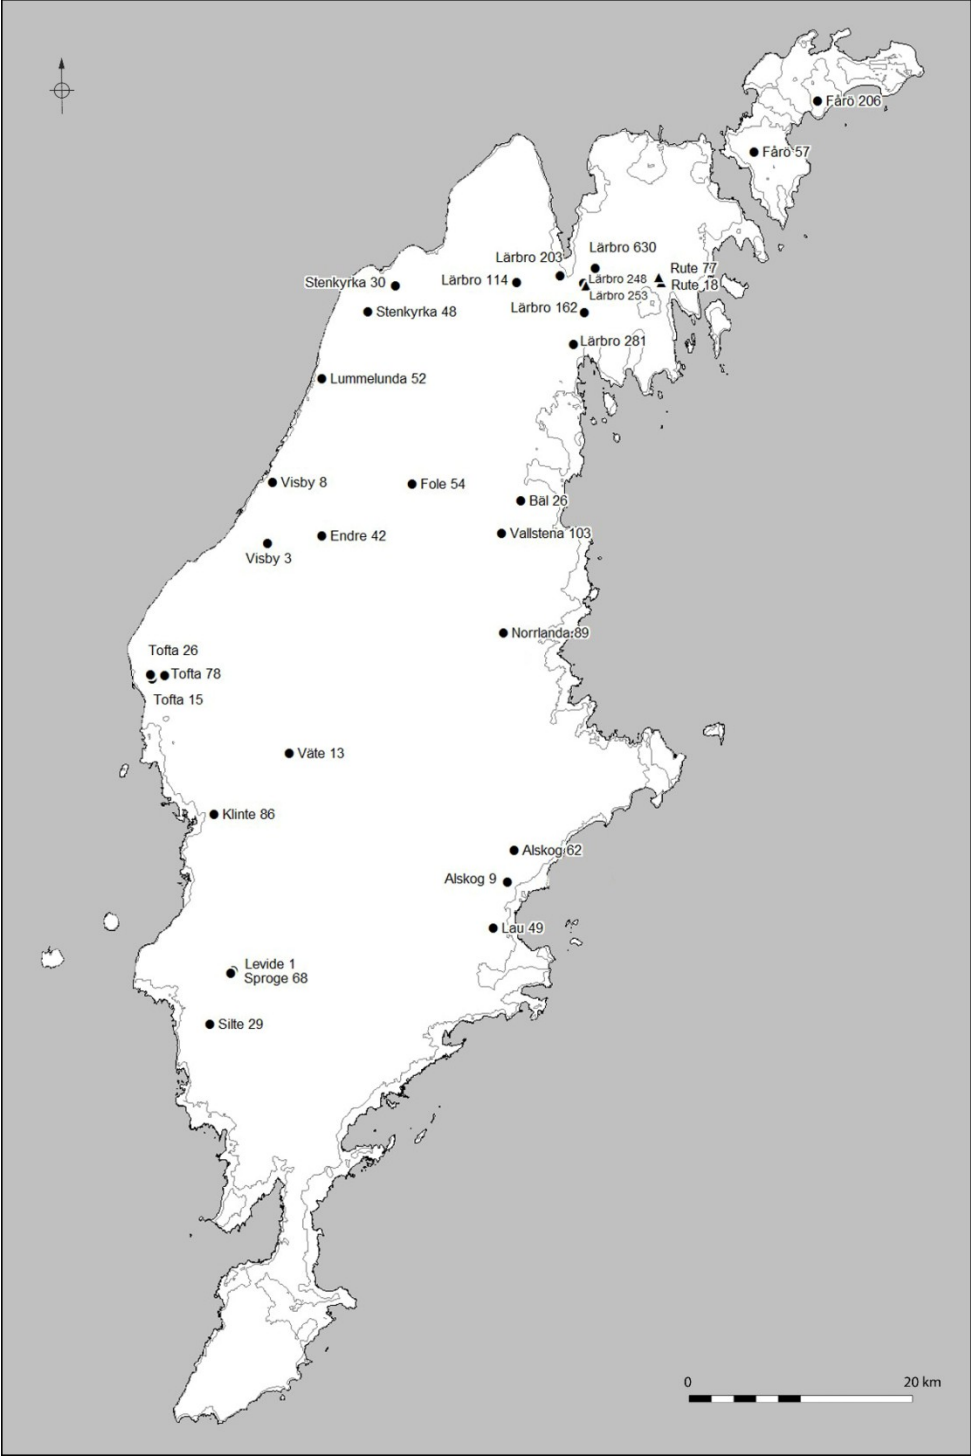 Fårö 206
Fårö 57
Lärbro 630
Lärbro 203
Rute 77
Stenkyrka 30
Lärbro 114
Lärbro 248
Rute 18
Lärbro 253
Stenkyrka 48
Lärbro 162
Lärbro 281
Lummelunda 52
Visby 8
Fole 54
Bäl 26
Endre 42
Vallstena 103
Visby 3
Norrlanda 89
Tofta 26
Tofta 78
Tofta 15
Väte 13
Klinte 86
Alskog 62
Alskog 9
Lau 49
Levide 1
Sproge 68
Silte 29
0 20 km